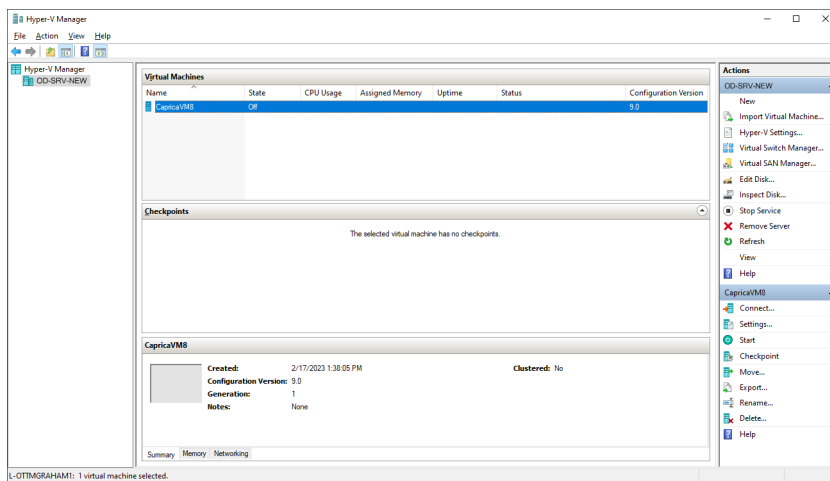 Hyper-V Manager
File Action View Help
Hyper-V Manager
OD-SRV-NEW
Virtual Machines
Name State CPU Usage Assigned Memory Uptime Status Configuration Version
CapricaVM8 Off 9.0
Checkpoints
The selected virtual machine has no checkpoints.
CapricaVM8
Created: 2/17/2023 1:38:05 PM Clustered: No
Configuration Version: 9.0
Generation: 1
Notes: None
Summary Memory Networking
Actions
OD-SRV-NEW
New
Import Virtual Machine...
Hyper-V Settings...
Virtual Switch Manager...
Virtual SAN Manager...
Edit Disk...
Inspect Disk...
Stop Service
Remove Server
Refresh
View
Help
CapricaVM8
Connect...
Settings...
Start
Checkpoint
Move...
Export...
Rename...
Delete...
Help
L-OTTMGRAHAM1: 1 virtual machine selected.